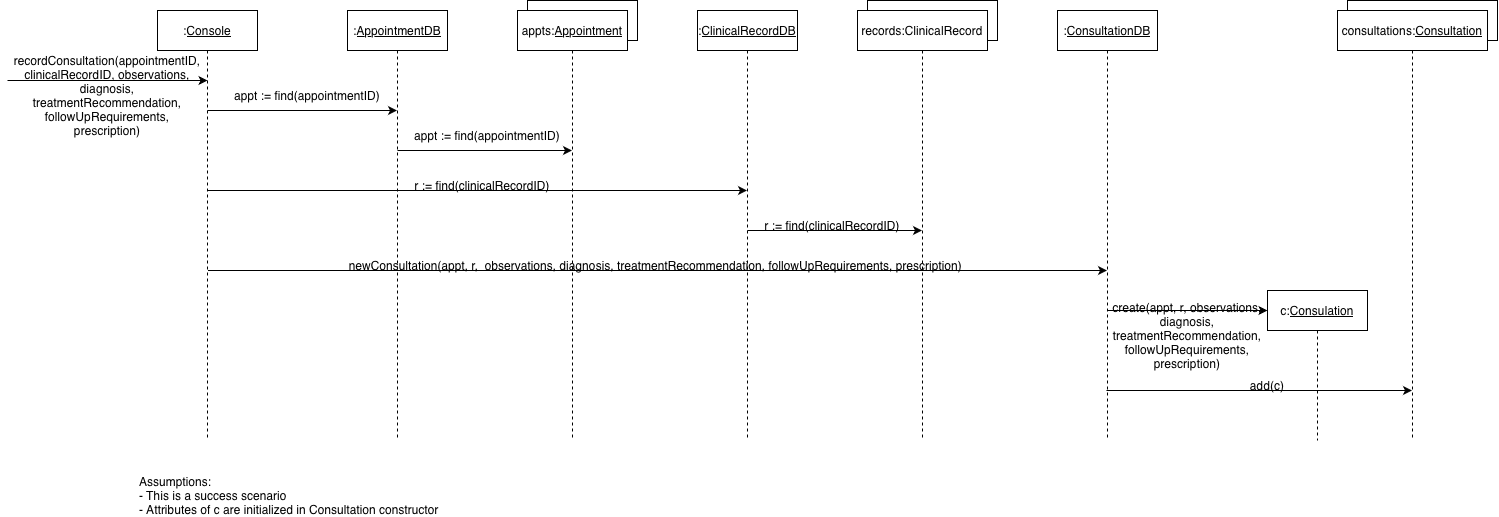 :Console
:AppointmentDB
appts:Appointment
:ClinicalRecordDB
records:ClinicalRecord
:ConsultationDB
consultations:Consultation
recordConsultation(appointmentID,
clinicalRecordID, observations,
diagnosis,
treatmentRecommendation,
followUpRequirements,
prescription)
appt := find(appointmentID)
appt := find(appointmentID)
r := find(clinicalRecordID)
r := find(clinicalRecordID)
newConsultation(appt, r,  observations, diagnosis, treatmentRecommendation, followUpRequirements, prescription)
create(appt, r, observations,
diagnosis,
treatmentRecommendation,
followUpRequirements,
prescription)
c:Consulation
add(c)
Assumptions:
- This is a success scenario
- Attributes of c are initialized in Consultation constructor